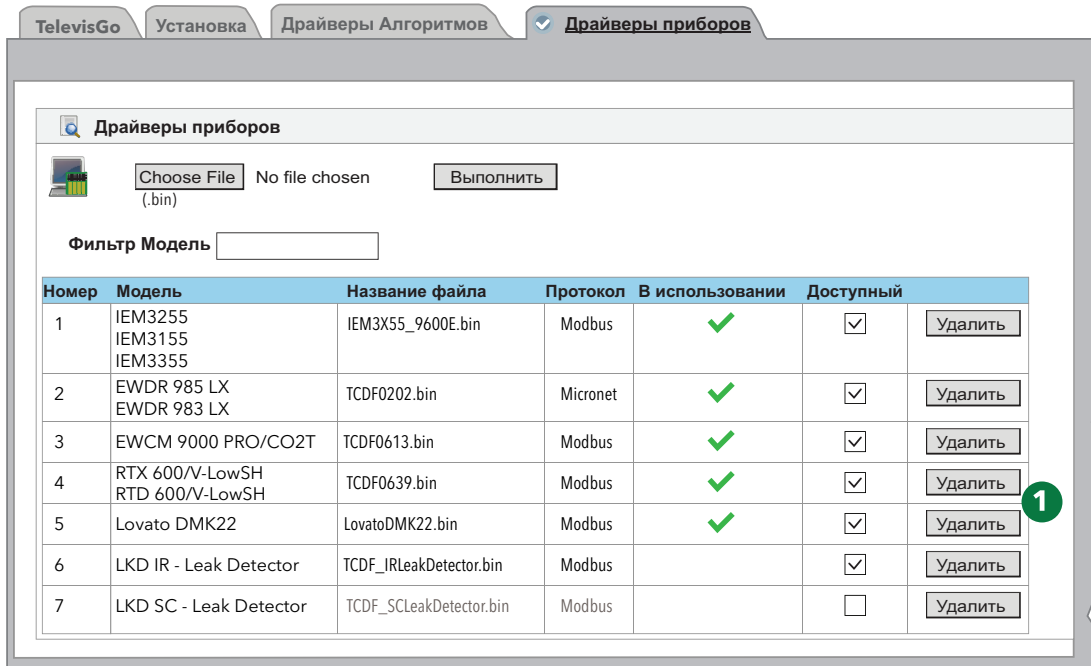 TelevisGo Установка Драйверы Алгоритмов Драйверы приборов
Драйверы приборов
Choose File No file chosen Выполнить
(.bin)
Фильтр Модель
Номер Модель Название файла Протокол В использовании Доступный
1 IEM3255 IEM3X55_9600E.bin Modbus Удалить
IEM3155
IEM3355
2 EWDR 985 LX TCDF0202.bin Micronet Удалить
EWDR 983 LX
3 EWCM 9000 PRO/CO2T TCDF0613.bin Modbus Удалить
4 RTX 600/V-LowSH TCDF0639.bin Modbus Удалить
RTD 600/V-LowSH
1
5 Lovato DMK22 LovatoDMK22.bin Modbus Удалить
6 LKD IR - Leak Detector TCDF_IRLeakDetector.bin Modbus Удалить
7 LKD SC - Leak Detector TCDF_SCLeakDetector.bin Modbus Удалить